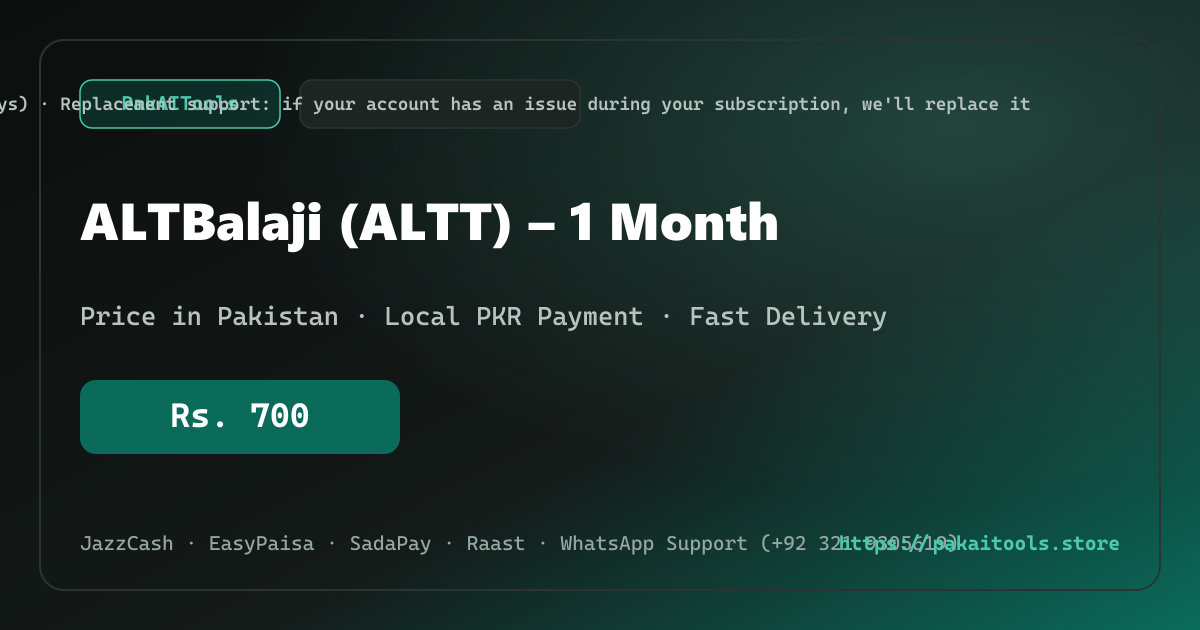 PakAITools
ys) · Replacement support: if your account has an issue during your subscription, we'll replace it
ALTBalaji (ALTT) – 1 Month
Price in Pakistan · Local PKR Payment · Fast Delivery
Rs. 700
JazzCash · EasyPaisa · SadaPay · Raast · WhatsApp Support (+92 321
https://pakaitools.store